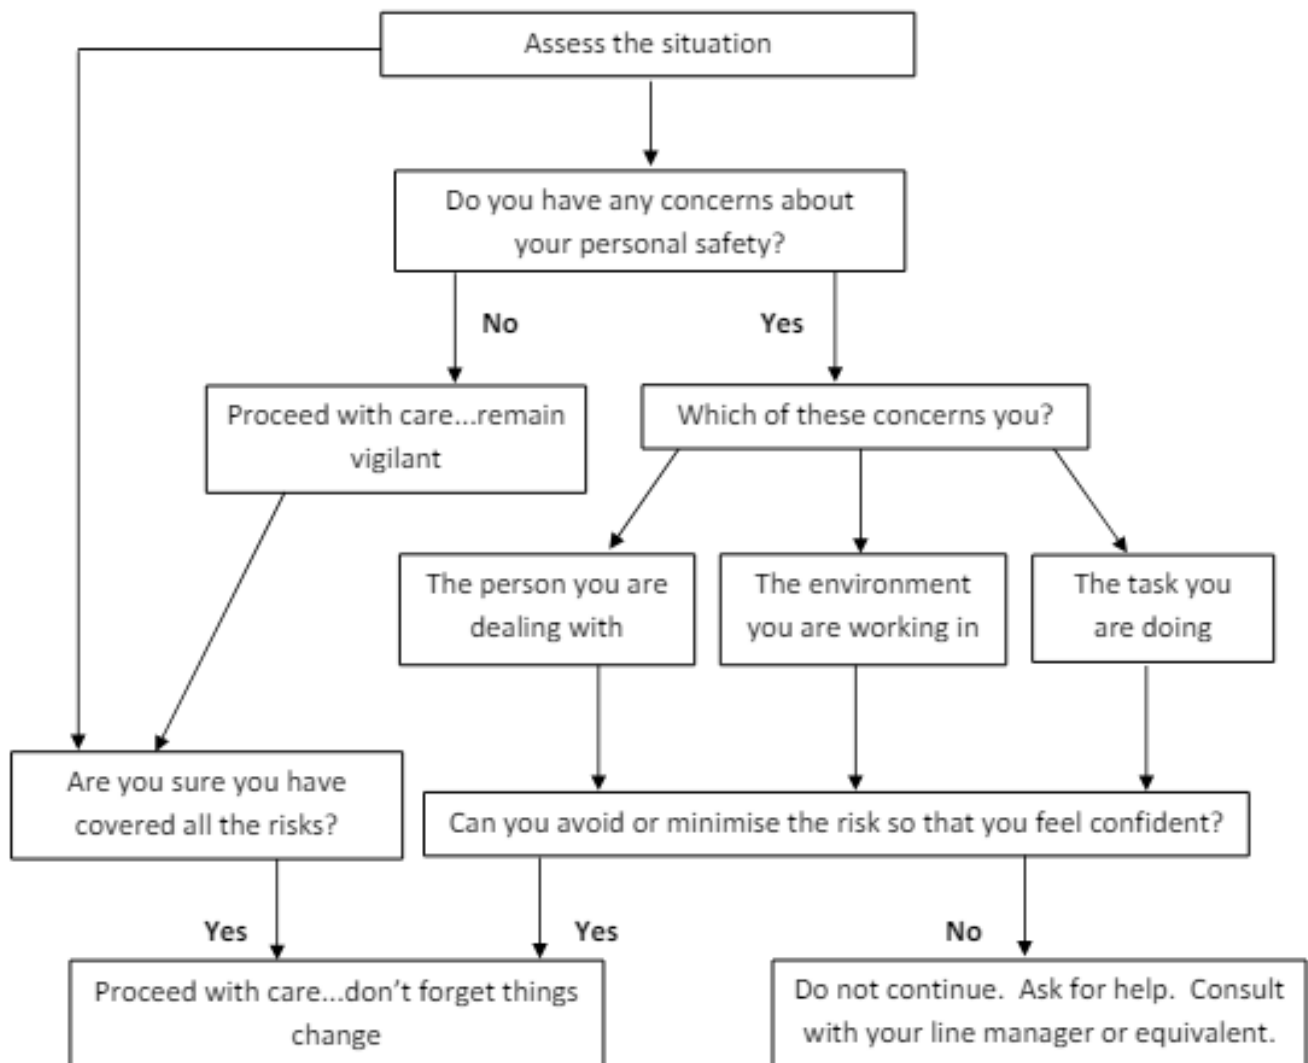 Assess the situation
Do you have any concerns about
your personal safety?
No
Yes
Proceed with care...remain
vigilant
Which of these concerns you?
The person you are
dealing with
The environment
you are working in
The task you
are doing
Are you sure you have
covered all the risks?
Can you avoid or minimise the risk so that you feel confident?
Yes
Yes
No
Proceed with care...don’t forget things
change
Do not continue.  Ask for help.  Consult
with your line manager or equivalent.